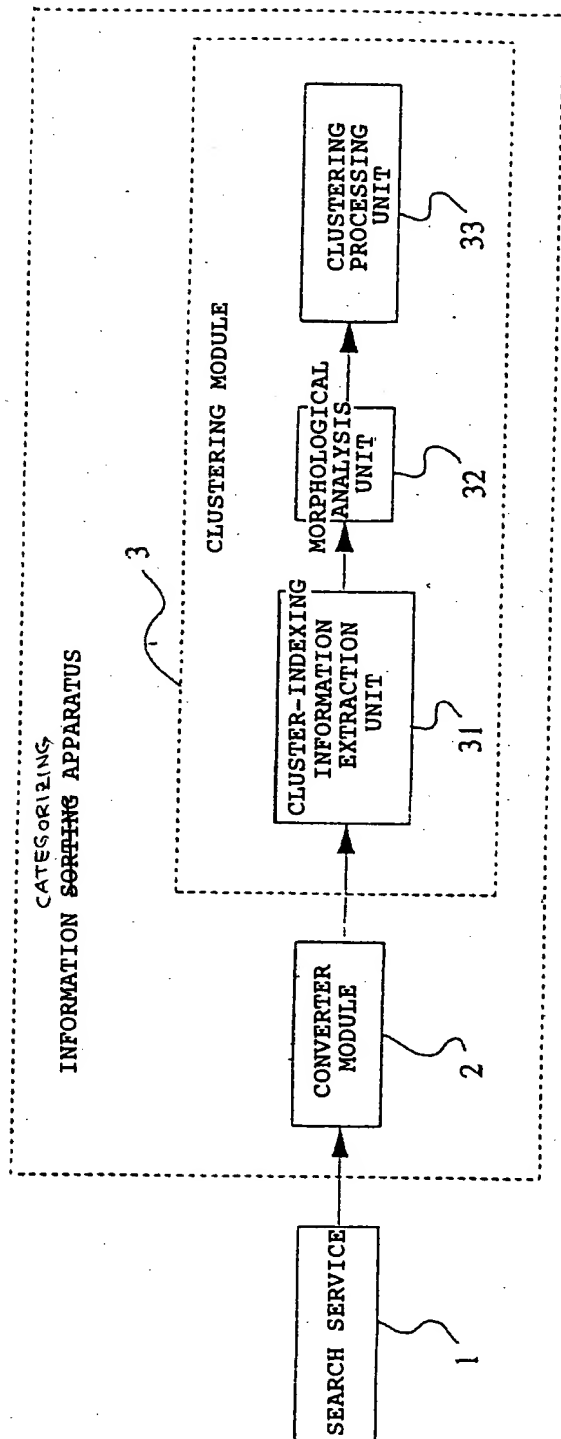 CATEGORIZING
INFORMATION SORTING APPARATUS
3
CLUSTERING MODULE
SEARCH SERVICE
1
CONVERTER
MODULE
2
CLUSTER-INDEXING
INFORMATION
EXTRACTION
UNIT
31
MORPHOLOGICAL
ANALYSIS
UNIT
32
CLUSTERING
PROCESSING
UNIT
33